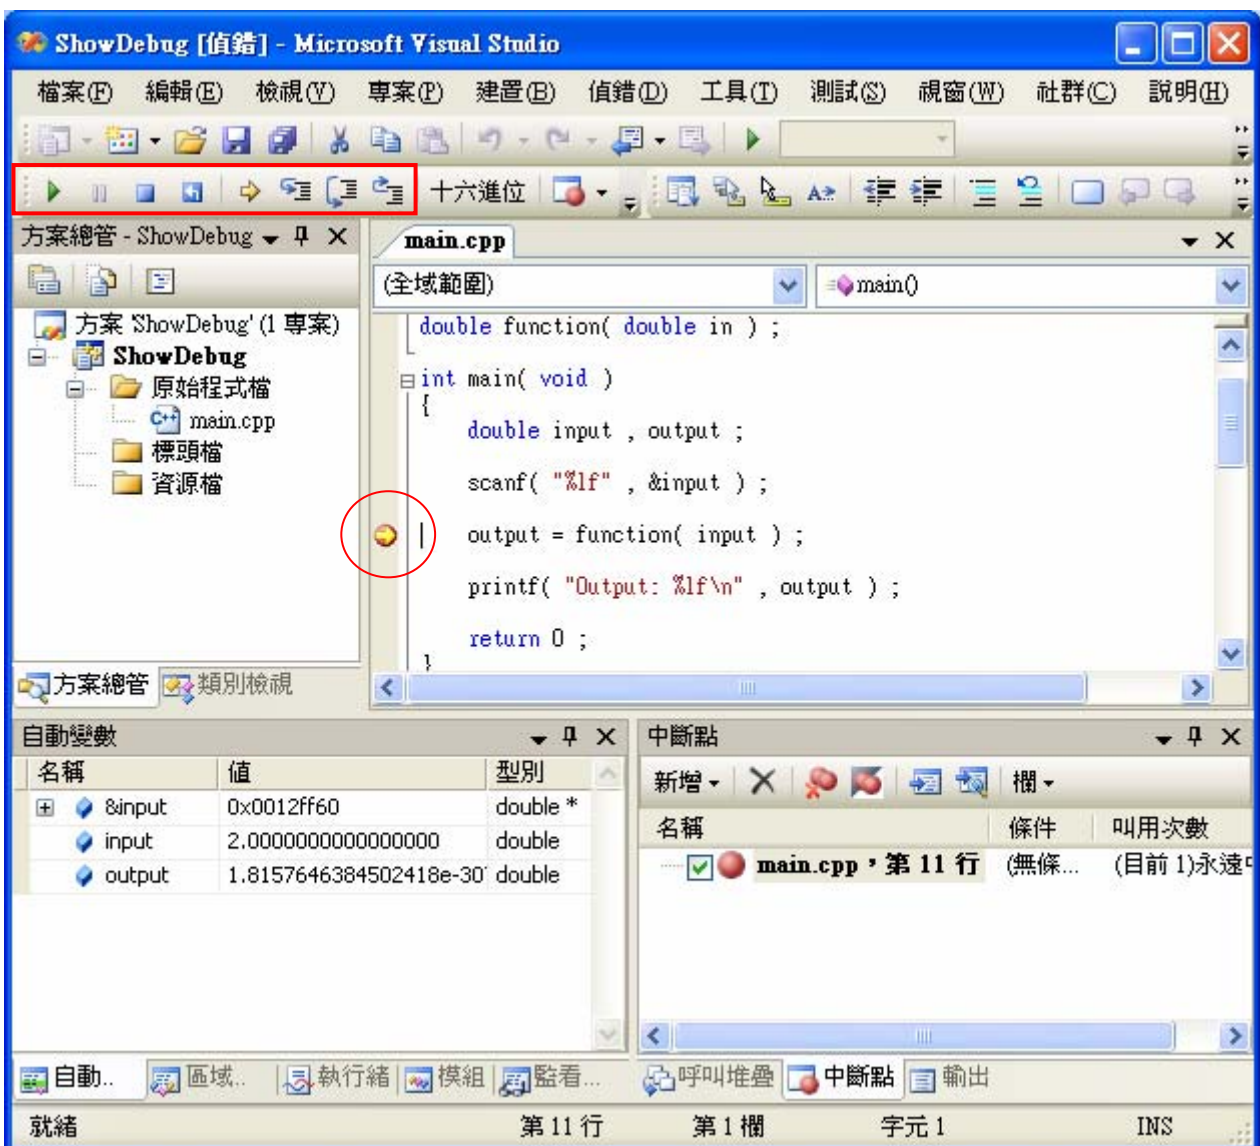 ShowDebug [偵錯] - Microsoft Visual Studio
檔案(F) 編輯(E) 檢視(V) 專案(P) 建置(B) 偵錯(D) 工具(T) 測試(S) 視窗(W) 社群(C) 說明(H)
十六進位
方案總管 - ShowDebug
main.cpp
(全域範圍) main()
方案 'ShowDebug' (1 專案)
ShowDebug
原始程式檔
main.cpp
標頭檔
資源檔
double function( double in ) ;
int main( void )
{
double input , output ;
scanf( "%lf" , &input ) ;
output = function( input ) ;
printf( "Output: %lf\n" , output ) ;
return 0 ;
}
方案總管 類別檢視
自動變數
名稱 值 型別
&input 0x0012ff60 double *
input 2.0000000000000000 double
output 1.8157646384502418e-30 double
中斷點
新增 欄
名稱 條件 叫用次數
main.cpp，第 11 行 (無條... (目前 1)永遠
自動.. 區域.. 執行緒 模組 監看...
呼叫堆疊 中斷點 輸出
就緒 第 11 行 第 1 欄 字元 1 INS